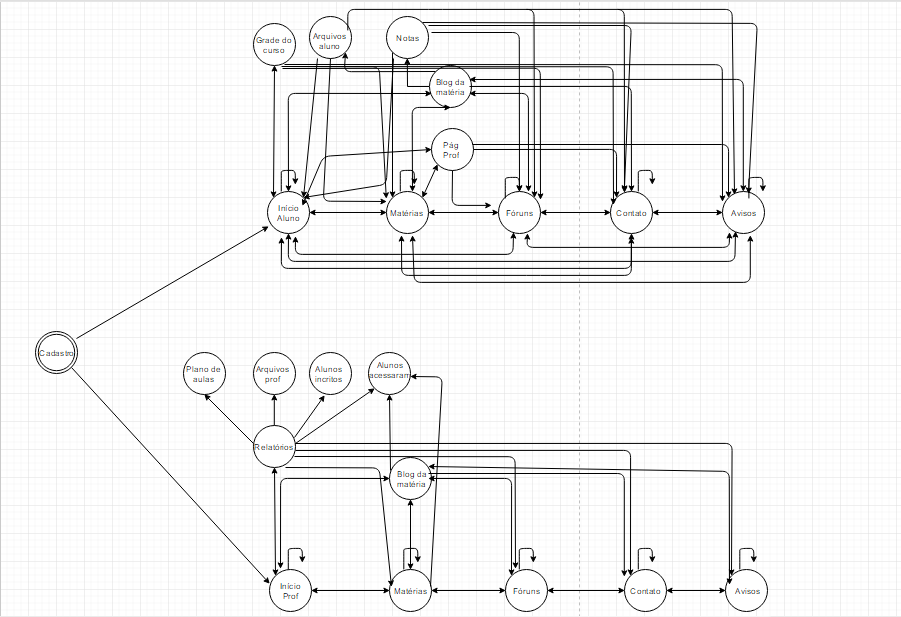 Grade do
curso
Arquivos
aluno
Notas
Blog da
matéria
Pág
Prof
Início
Aluno
Matérias
Fóruns
Contato
Avisos
Cadastro
Plano de
aulas
Arquivos
prof
Alunos
incritos
Alunos
acessaram
Relatórios
Blog da
matéria
Início
Prof
Matérias
Fóruns
Contato
Avisos